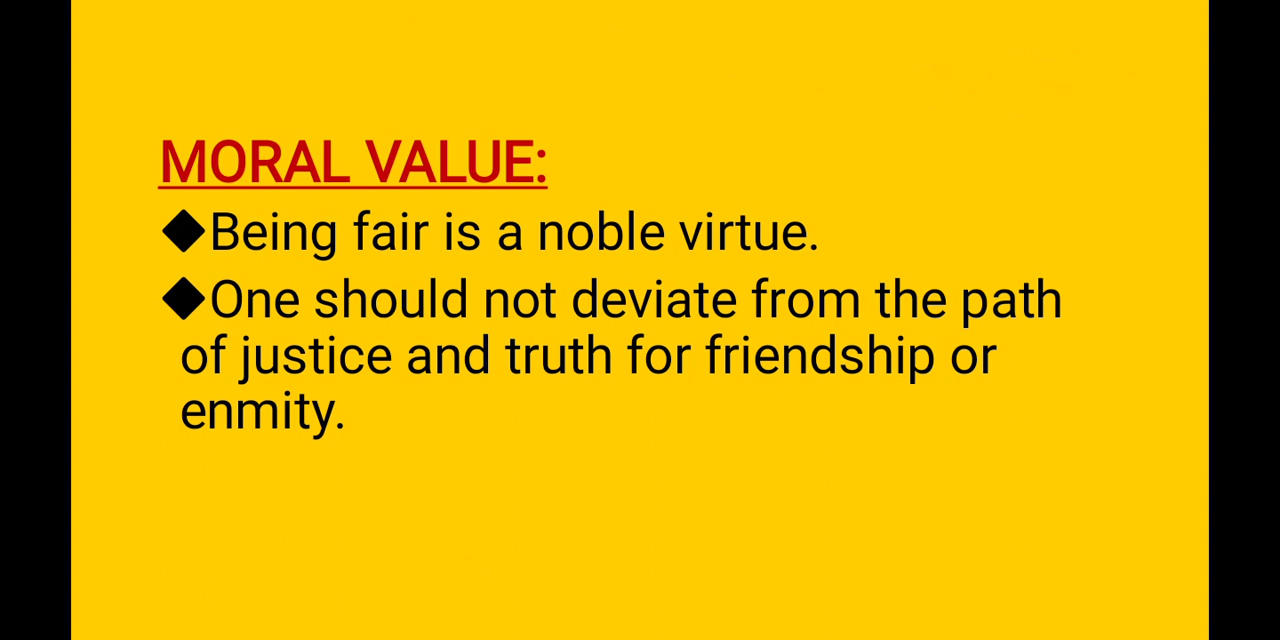 MORAL VALUE:
◆Being fair is a noble virtue.
◆One should not deviate from the path
of justice and truth for friendship or
enmity.